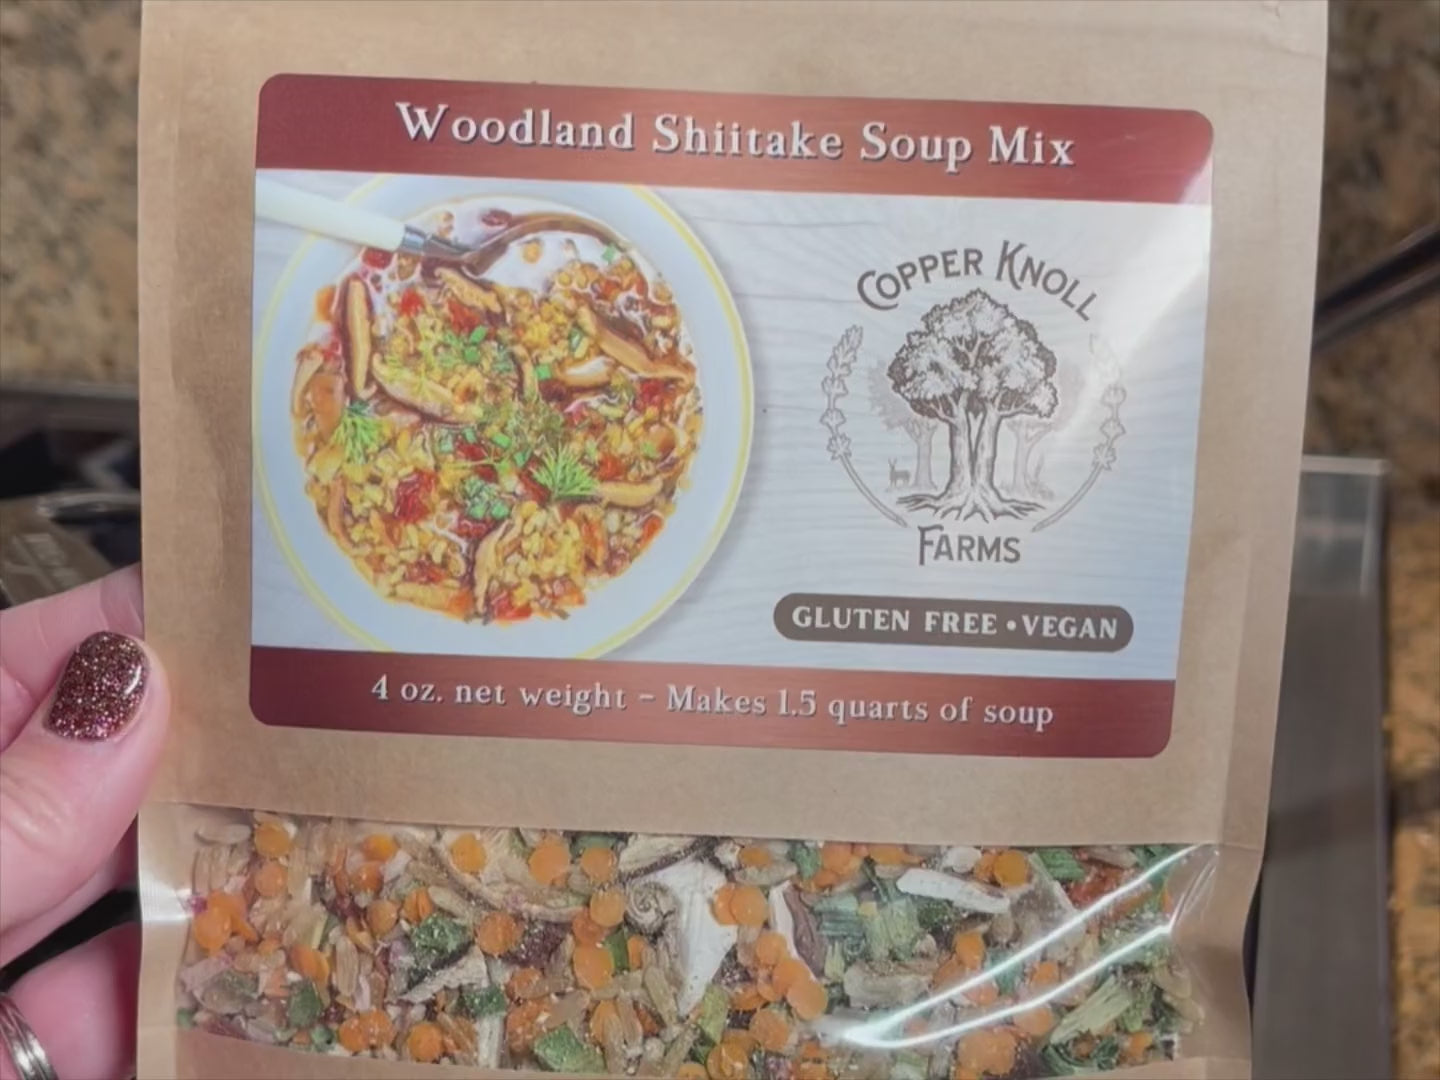 Woodland Shiitake Soup Mix
COPPER KNOLL
FARMS
GLUTEN FREE • VEGAN
4 oz. net weight - Makes 1.5 quarts of soup